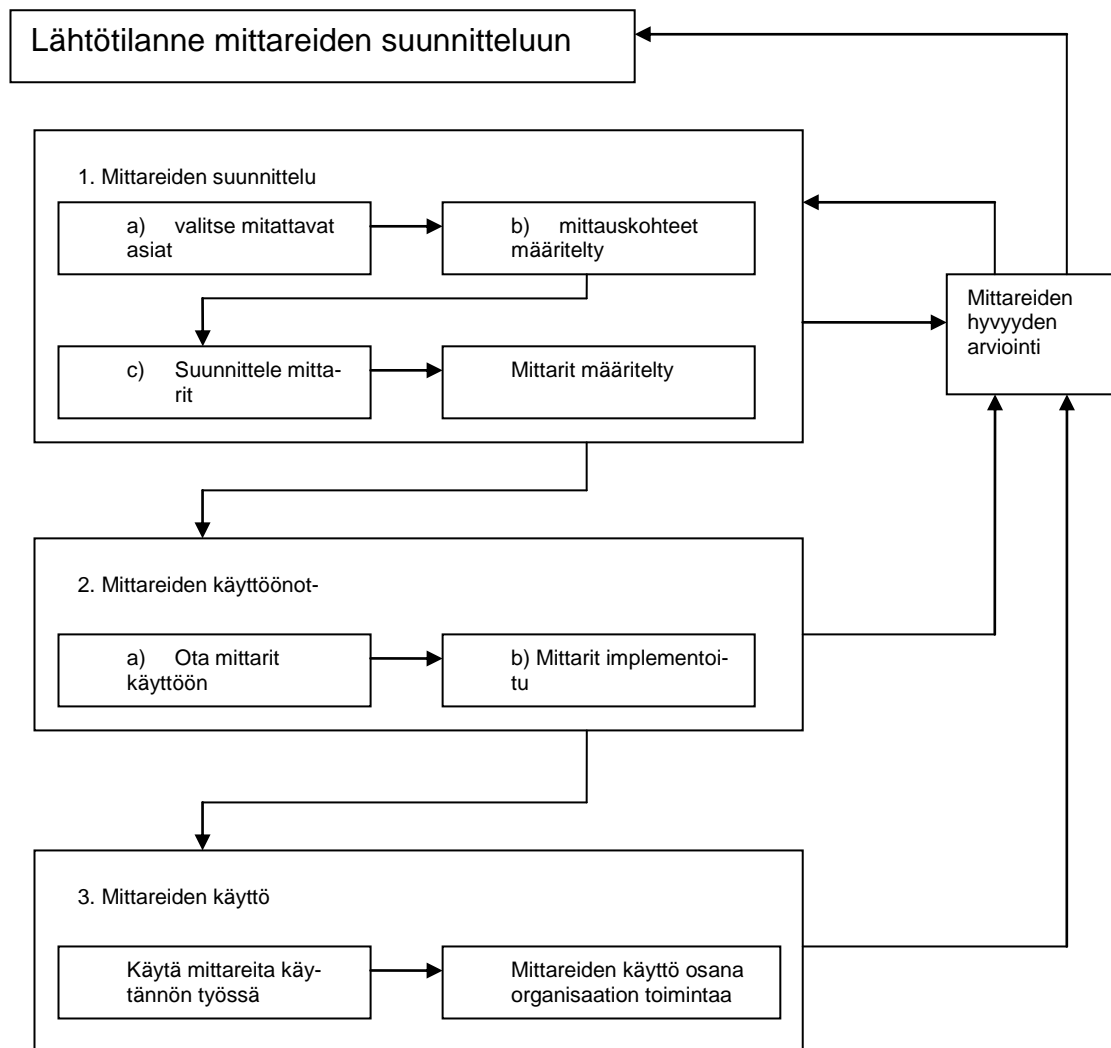 Lähtötilanne mittareiden suunnitteluun
1. Mittareiden suunnittelu
a) valitse mitattavat
asiat
b) mittauskohteet
määritelty
c) Suunnittele mitta-
rit
Mittarit määritelty
Mittareiden
hyvyyden
arviointi
2. Mittareiden käyttöönot-
a) Ota mittarit
käyttöön
b) Mittarit implementoi-
tu
3. Mittareiden käyttö
Käytä mittareita käy-
tännön työssä
Mittareiden käyttö osana
organisaation toimintaa